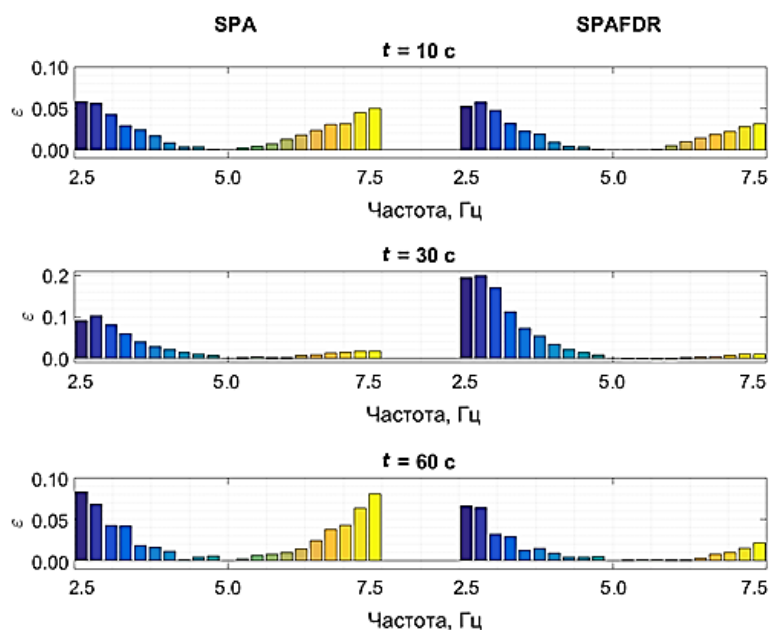 SPA SPAFDR
t = 10 с
0.10
ε 0.05
0.00
2.5 5.0 7.5 2.5 5.0 7.5
Частота, Гц Частота, Гц
t = 30 с
0.2
ε 0.1
0.0
2.5 5.0 7.5 2.5 5.0 7.5
Частота, Гц Частота, Гц
t = 60 с
0.10
ε 0.05
0.00
2.5 5.0 7.5 2.5 5.0 7.5
Частота, Гц Частота, Гц